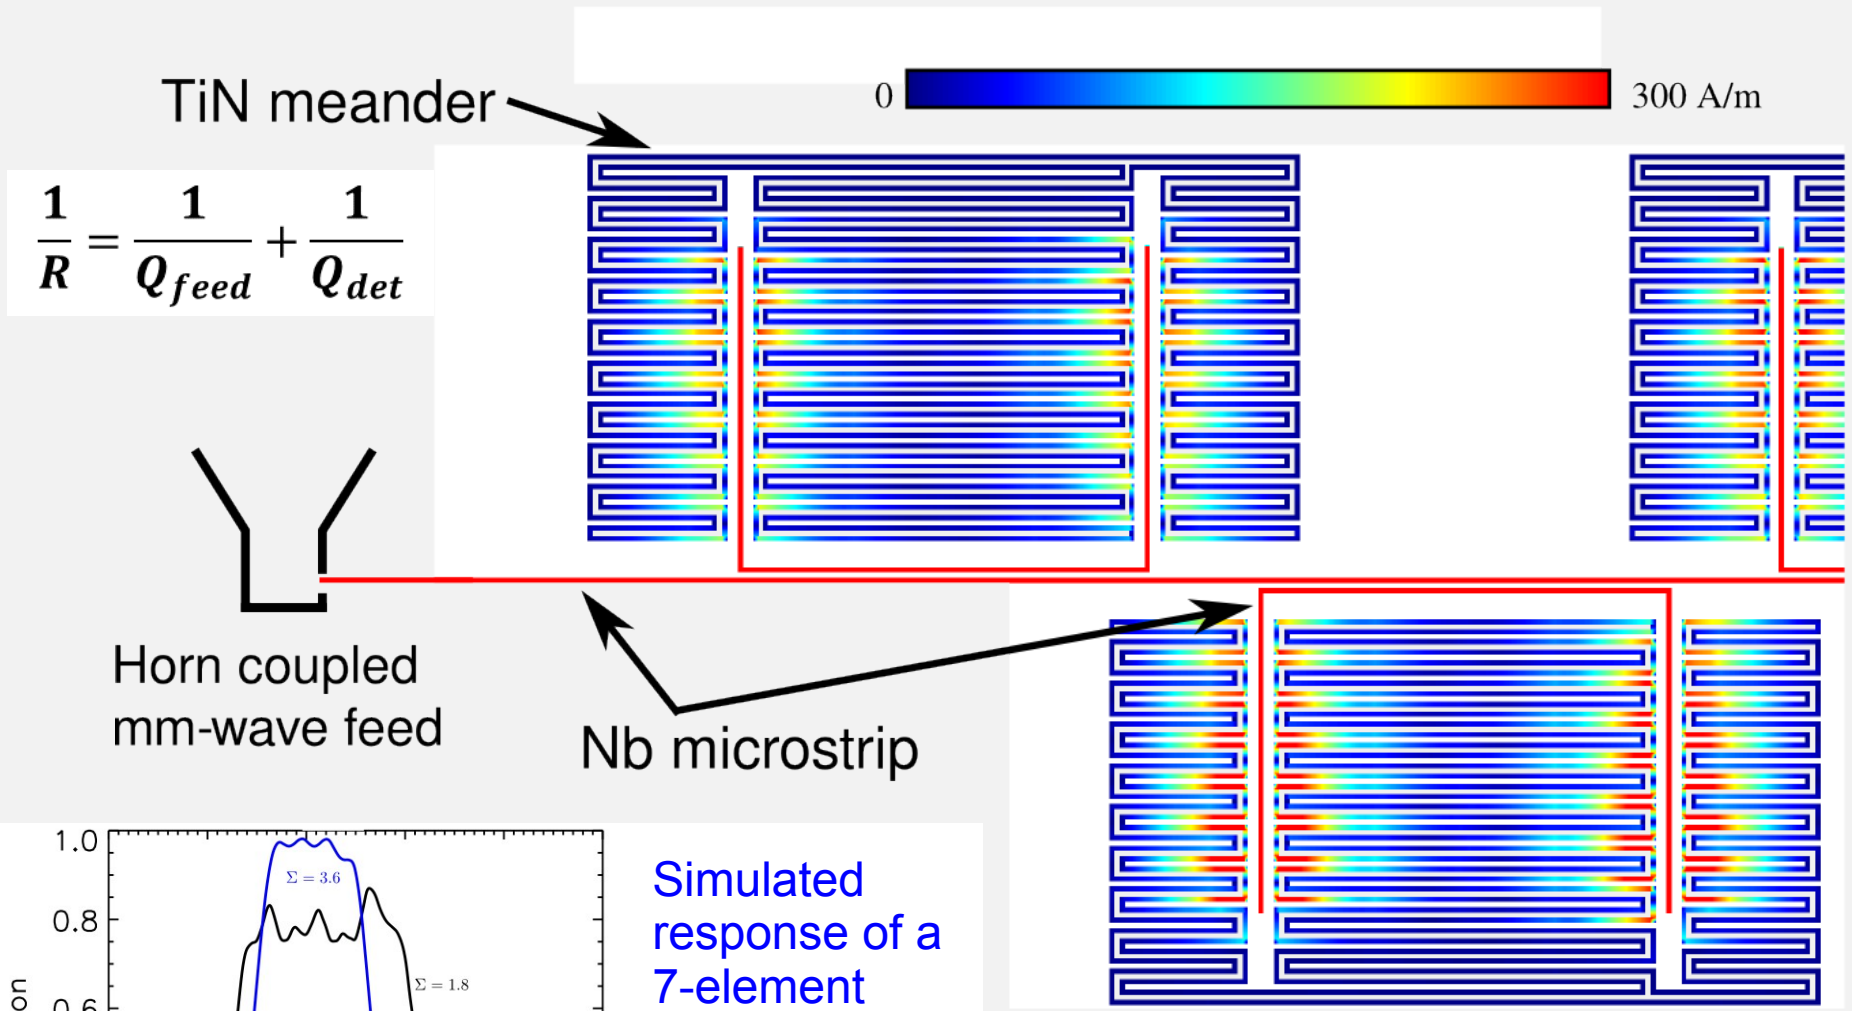 TiN meander
0 300 A/m
1/R = 1/Q_feed + 1/Q_det
Horn coupled
mm-wave feed
Nb microstrip
1.0
Σ = 3.6
0.8
Σ = 1.8
Simulated
response of a
7-element